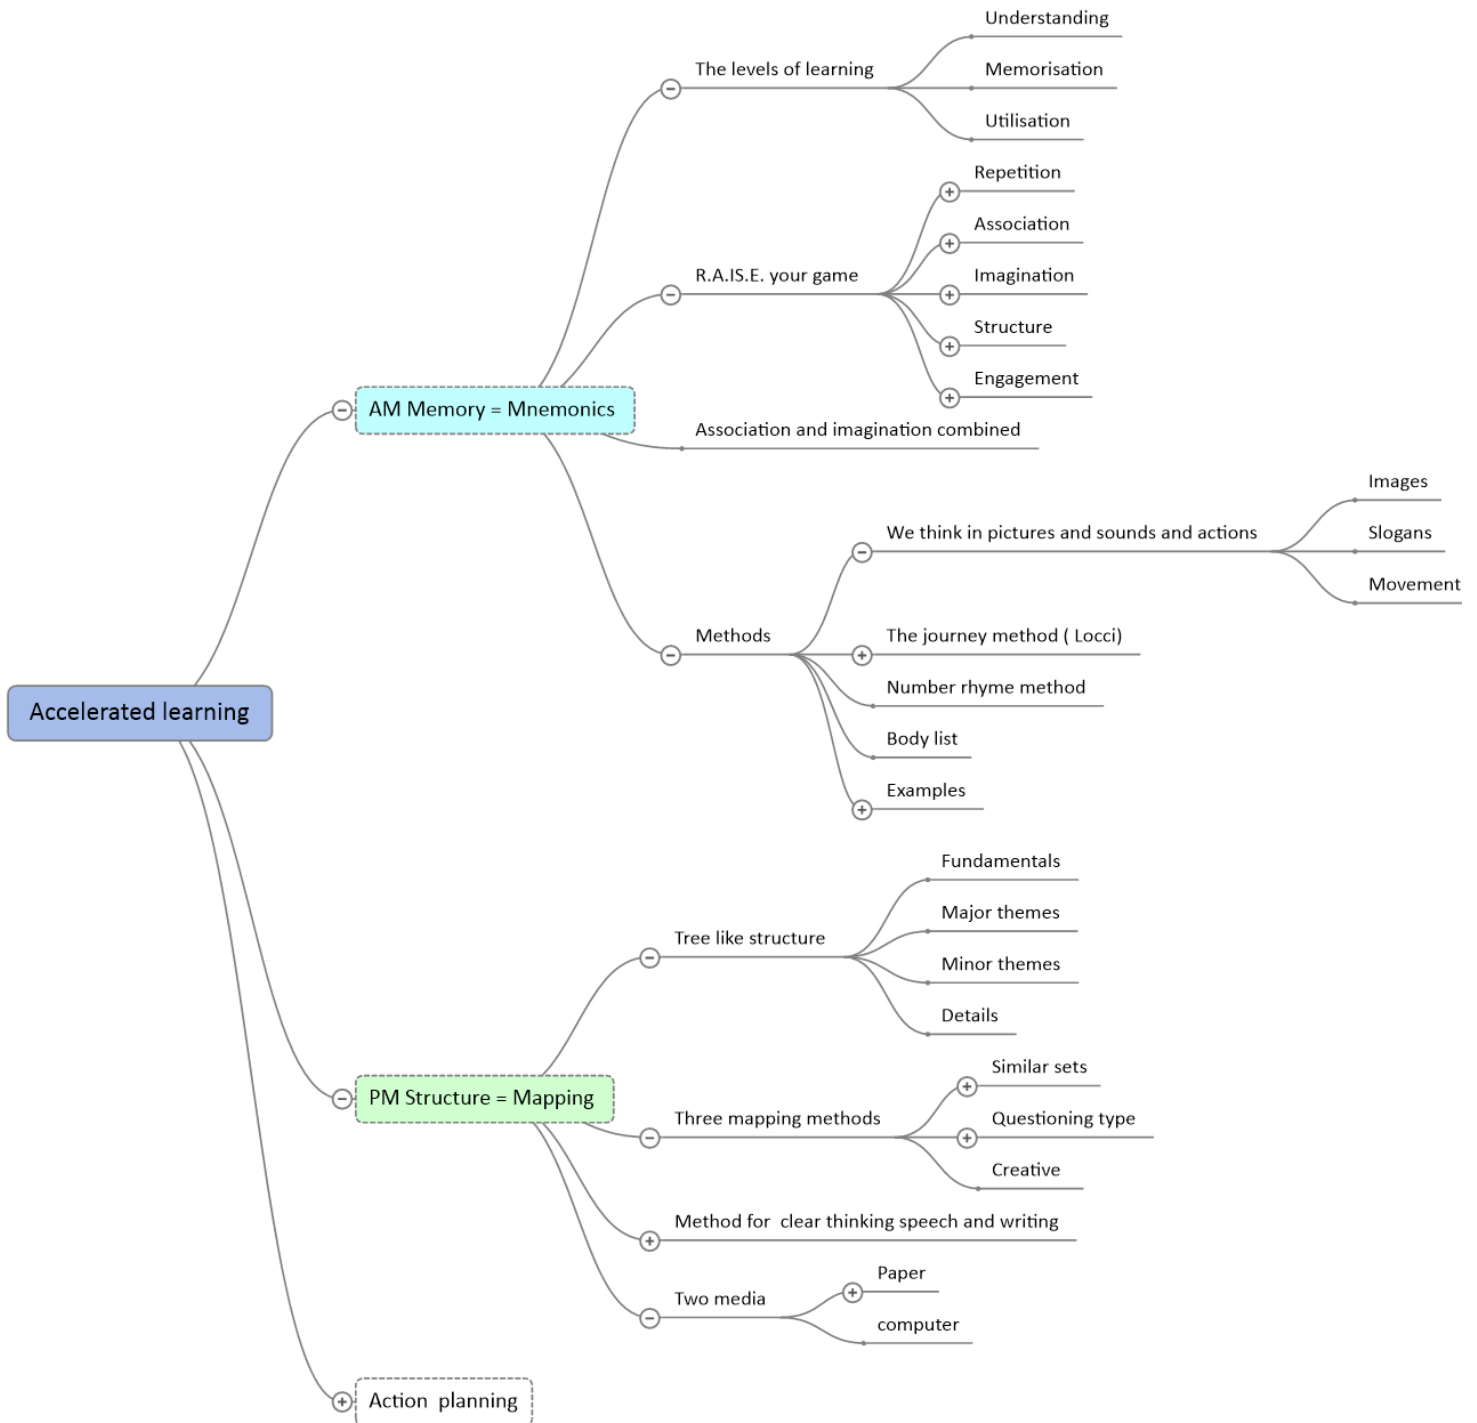 Accelerated learning
AM Memory = Mnemonics
The levels of learning
Understanding
Memorisation
Utilisation
R.A.IS.E. your game
Repetition
Association
Imagination
Structure
Engagement
Association and imagination combined
Methods
We think in pictures and sounds and actions
Images
Slogans
Movement
The journey method ( Locci)
Number rhyme method
Body list
Examples
PM Structure = Mapping
Tree like structure
Fundamentals
Major themes
Minor themes
Details
Three mapping methods
Similar sets
Questioning type
Creative
Method for  clear thinking speech and writing
Two media
Paper
computer
Action  planning